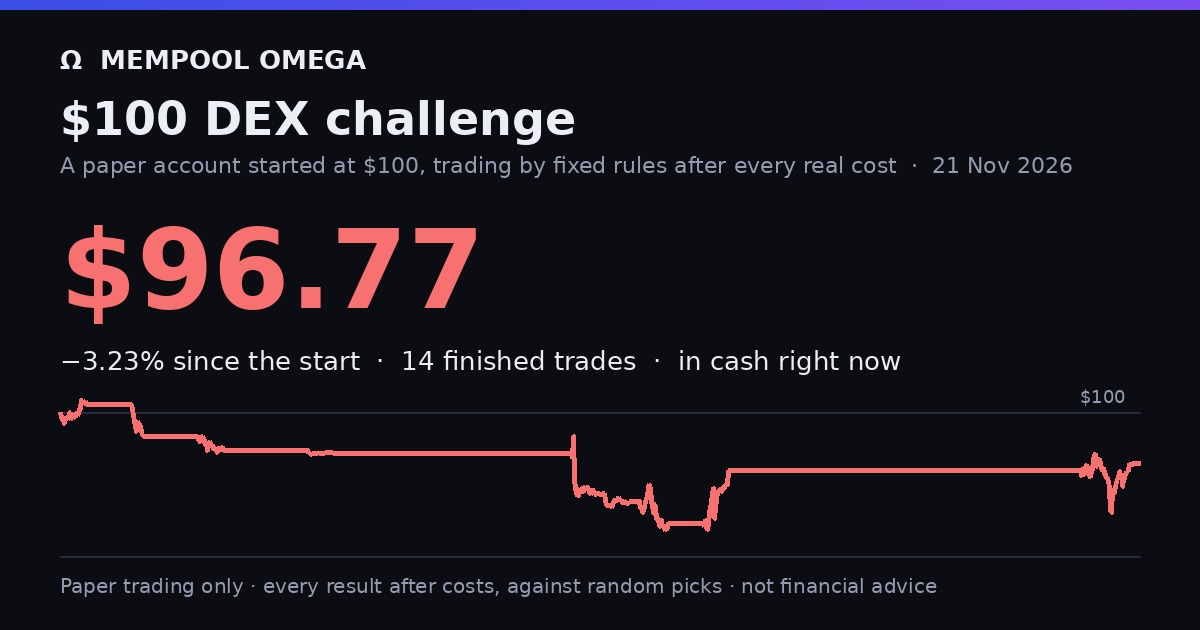 Ω MEMPOOL OMEGA
$100 DEX challenge
A paper account started at $100, trading by fixed rules after every real cost · 21 Nov 2026
$96.77
−3.23% since the start · 14 finished trades · in cash right now
$100
Paper trading only · every result after costs, against random picks · not financial advice